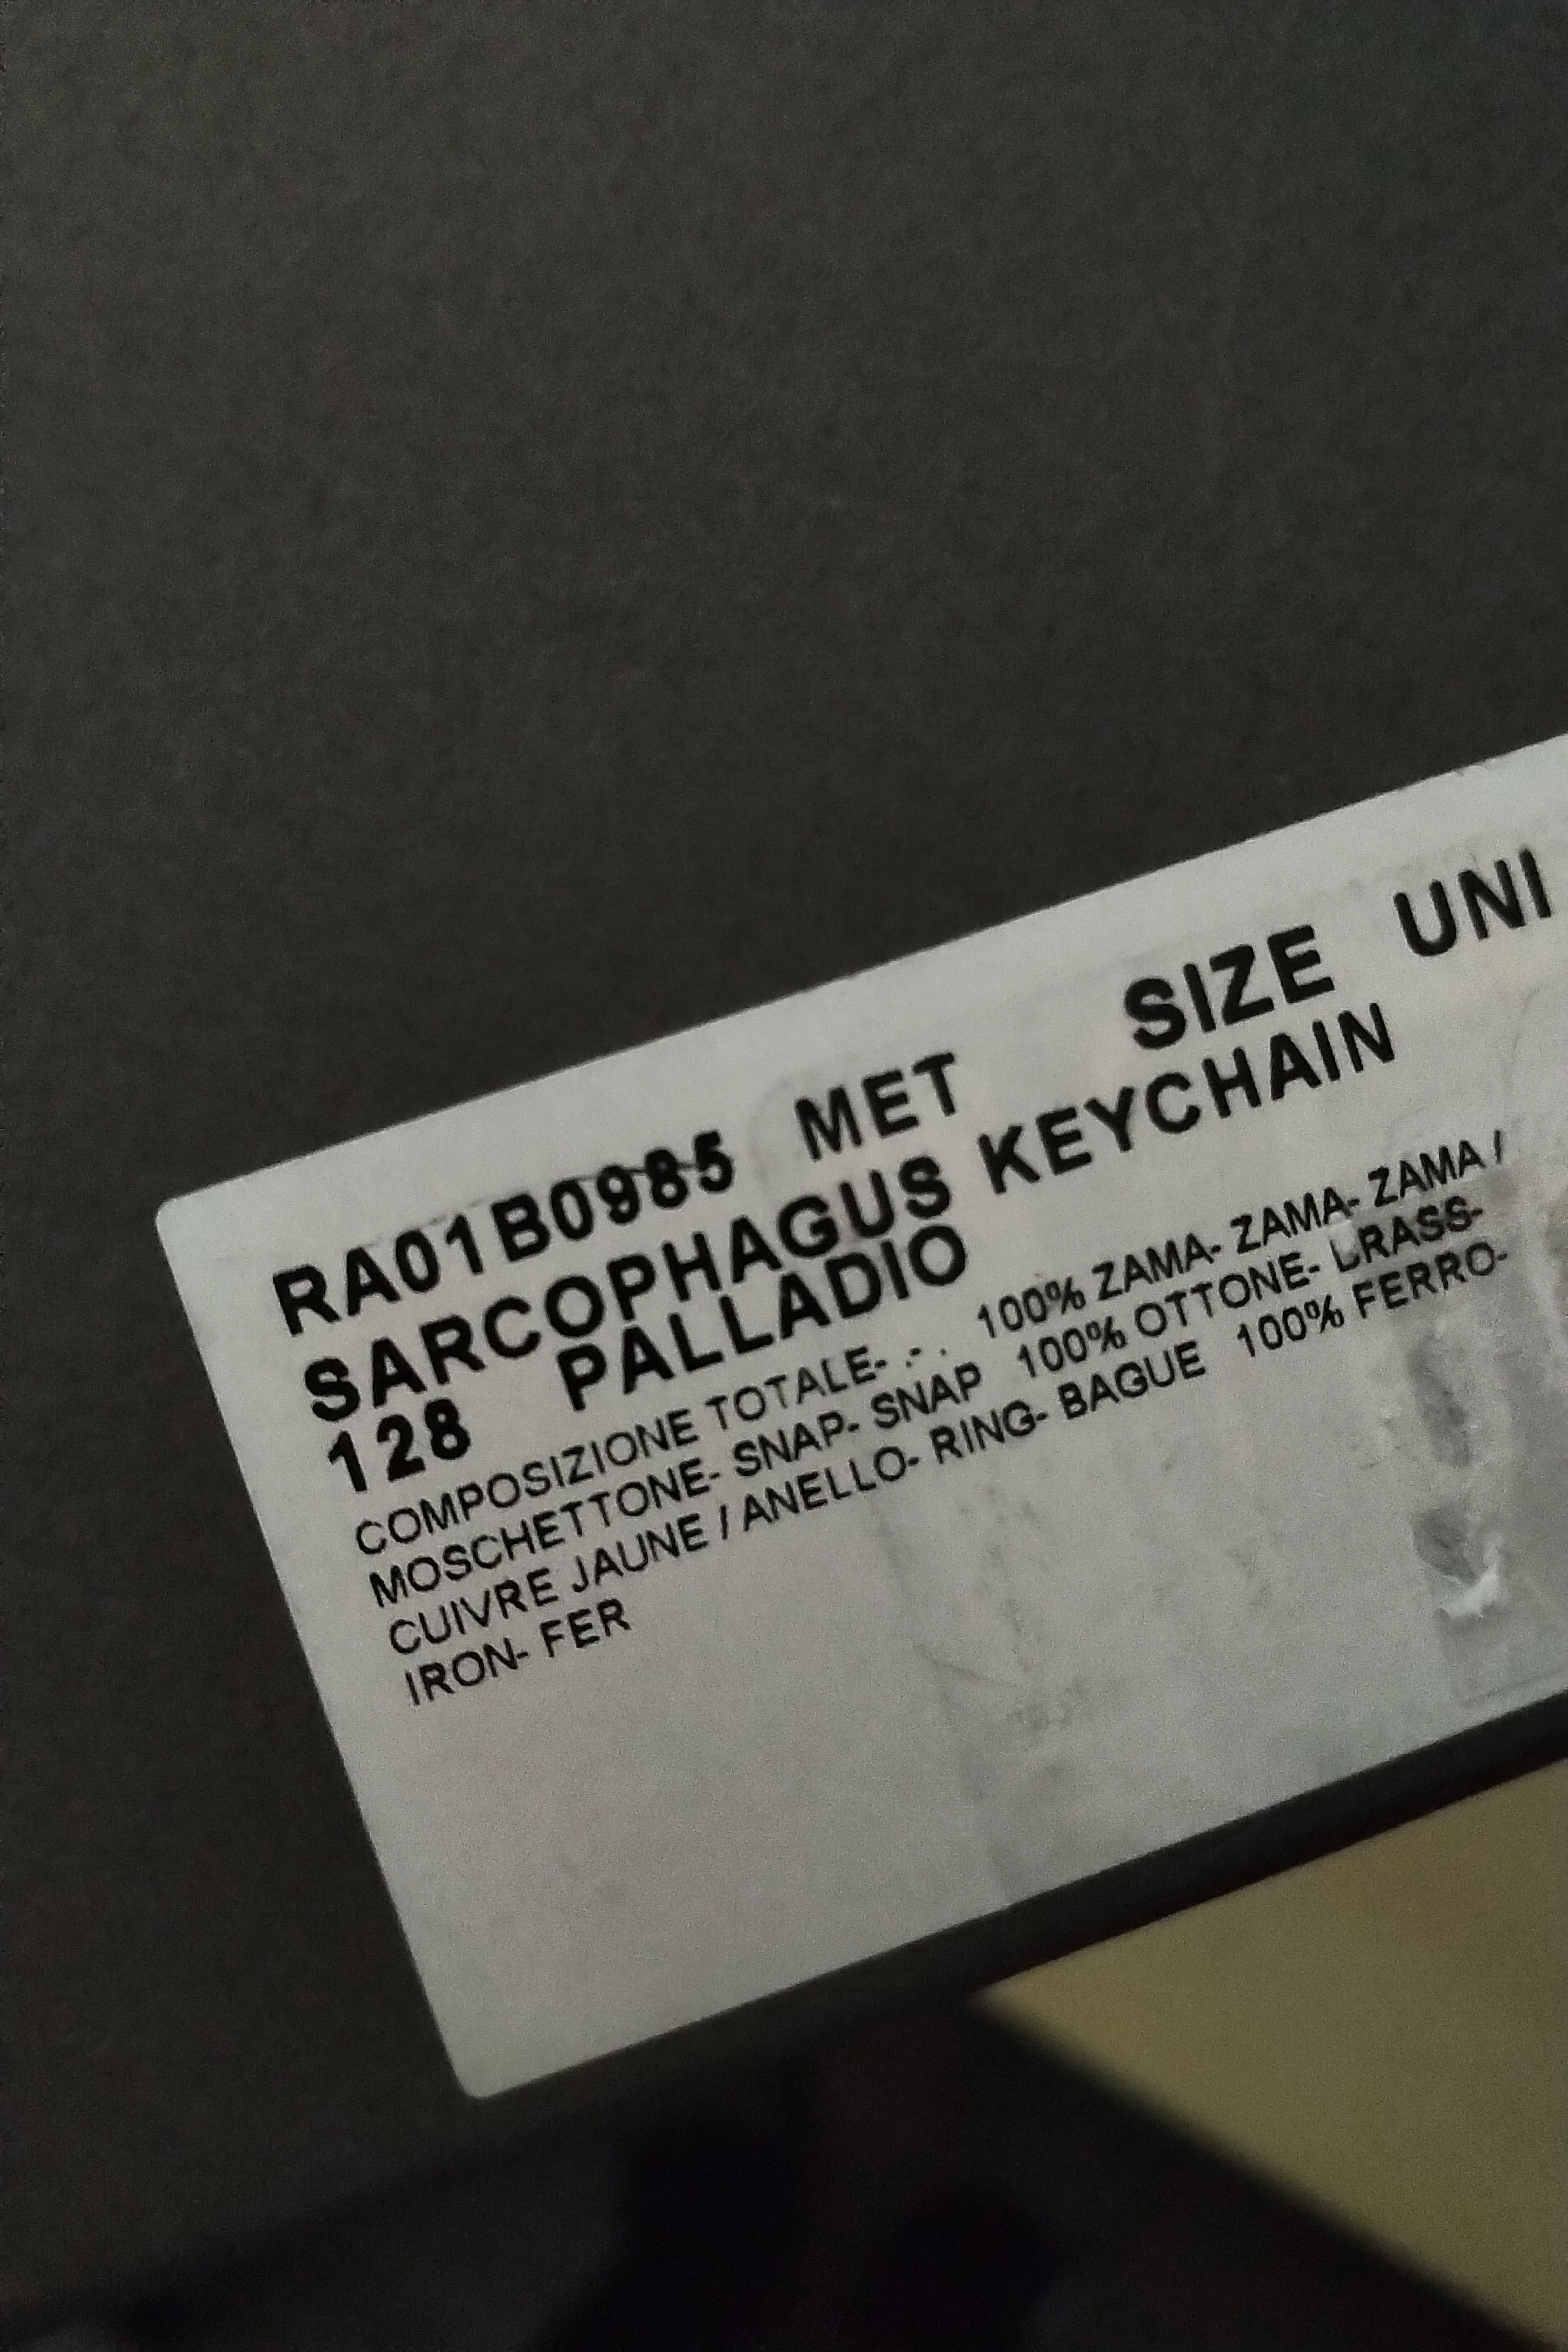 RA01B0985 MET SIZE UNI
SARCOPHAGUS KEYCHAIN
128 PALLADIO
COMPOSIZIONE TOTALE- .- . 100% ZAMA- ZAMA- ZAMA /
MOSCHETTONE- SNAP- SNAP 100% OTTONE- BRASS-
CUIVRE JAUNE / ANELLO- RING- BAGUE 100% FERRO-
IRON- FER